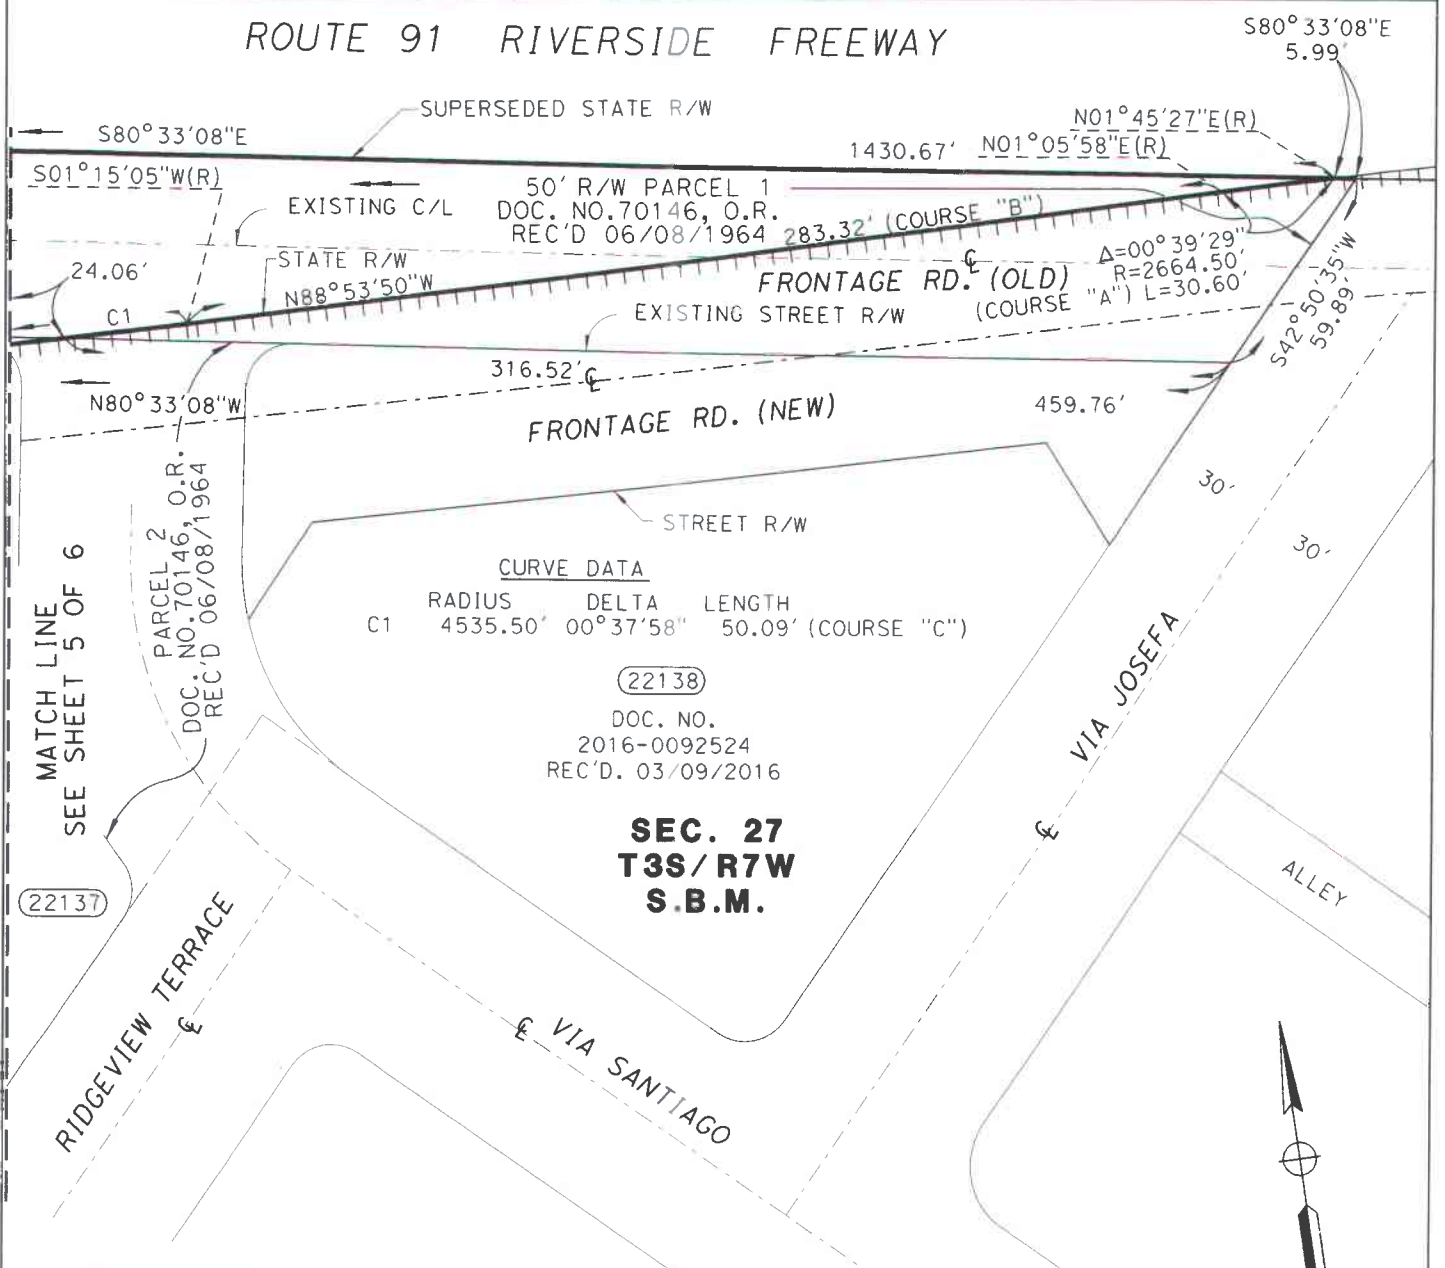 ROUTE 91 RIVERSIDE FREEWAY
S80°33'08"E
5.99'
SUPERSEDED STATE R/W
N01°45'27"E(R)
S80°33'08"E
1430.67'
N01°05'58"E(R)
S01°15'05"W(R)
50' R/W PARCEL 1
DOC. NO.70146, O.R.
REC'D 06/08/1964
EXISTING C/L
283.32' (COURSE "B")
STATE R/W
24.06'
N88°53'50"W
FRONTAGE RD. (OLD)
℄
Δ=00°39'29"
R=2664.50'
(COURSE "A") L=30.60'
S42°50'35"W
59.89'
C1
EXISTING STREET R/W
316.52'
℄
N80°33'08"W
FRONTAGE RD. (NEW)
459.76'
PARCEL 2
DOC. NO.70146, O.R.
REC'D 06/08/1964
30'
30'
STREET R/W
MATCH LINE
SEE SHEET 5 OF 6
CURVE DATA
RADIUS DELTA LENGTH
C1 4535.50' 00°37'58" 50.09' (COURSE "C")
22138
DOC. NO.
2016-0092524
REC'D. 03/09/2016
VIA JOSEFA
℄
SEC. 27
T3S/R7W
S.B.M.
ALLEY
22137
RIDGEVIEW TERRACE
℄
℄ VIA SANTIAGO